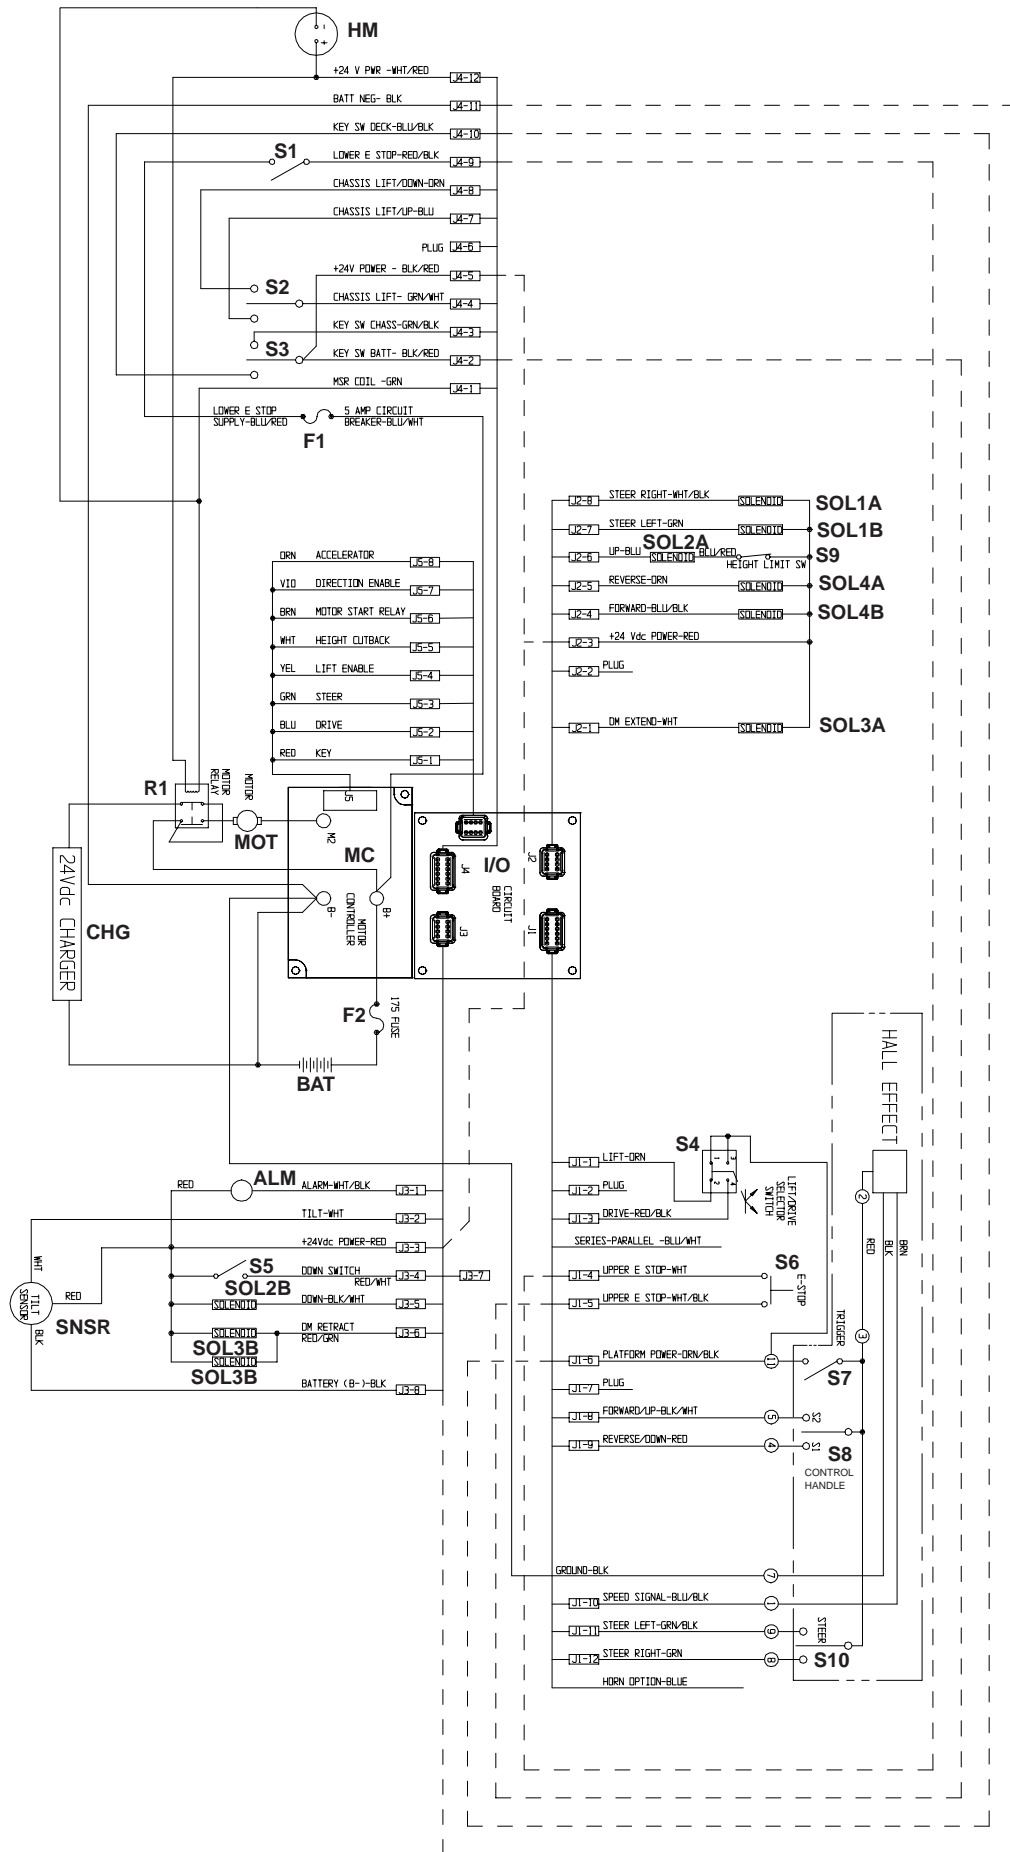 HM
- +
+24 V PWR -WHT/RED J4-12
BATT NEG- BLK J4-11
KEY SW DECK-BLU/BLK J4-10
S1 LOWER E STOP-RED/BLK J4-9
CHASSIS LIFT/DOWN-ORN J4-8
CHASSIS LIFT/UP-BLU J4-7
PLUG J4-6
+24V POWER - BLK/RED J4-5
S2 CHASSIS LIFT- GRN/WHT J4-4
KEY SW CHASS-GRN/BLK J4-3
S3 KEY SW BATT- BLK/RED J4-2
MSR COIL -GRN J4-1
LOWER E STOP
SUPPLY-BLU/RED
F1
5 AMP CIRCUIT
BREAKER-BLU/WHT
J2-8 STEER RIGHT-WHT/BLK SOLENOID SOL1A
J2-7 STEER LEFT-GRN SOLENOID SOL1B
J2-6 UP-BLU SOL2A SOLENOID BLU/RED S9
HEIGHT LIMIT SW
J2-5 REVERSE-ORN SOLENOID SOL4A
J2-4 FORWARD-BLU/BLK SOLENOID SOL4B
J2-3 +24 Vdc POWER-RED
J2-2 PLUG
J2-1 DM EXTEND-WHT SOLENOID SOL3A
ORN ACCELERATOR J5-8
VIO DIRECTION ENABLE J5-7
BRN MOTOR START RELAY J5-6
WHT HEIGHT CUTBACK J5-5
YEL LIFT ENABLE J5-4
GRN STEER J5-3
BLU DRIVE J5-2
RED KEY J5-1
R1
MOTOR
RELAY
MOTOR
MOT
J5
M2
MC
B-
B+
MOTOR
CONTROLLER
I/O
CIRCUIT
BOARD
J4
J3
J2
J1
24Vdc CHARGER
CHG
F2
175 FUSE
BAT
HALL EFFECT
2
RED
BLK
BRN
S4
1 3
2 4
LIFT/DRIVE
SELECTOR
SWITCH
J1-1 LIFT-ORN
J1-2 PLUG
J1-3 DRIVE-RED/BLK
SERIES-PARALLEL -BLU/WHT
J1-4 UPPER E STOP-WHT
S6
E-STOP
J1-5 UPPER E STOP-WHT/BLK
J1-6 PLATFORM POWER-ORN/BLK 11
TRIGGER
3
S7
J1-7 PLUG
J1-8 FORWARD/UP-BLK/WHT 5 S2
J1-9 REVERSE/DOWN-RED 4 S1
S8
CONTROL
HANDLE
GROUND-BLK 7
J1-10 SPEED SIGNAL-BLU/BLK 1
J1-11 STEER LEFT-GRN/BLK 9
STEER
J1-12 STEER RIGHT-GRN 8
S10
HORN OPTION-BLUE
RED ALM ALARM-WHT/BLK J3-1
TILT-WHT J3-2
+24Vdc POWER-RED J3-3
S5 DOWN SWITCH
RED/WHT J3-4 J3-7
SOL2B
SOLENOID DOWN-BLK/WHT J3-5
SOLENOID DM RETRACT
RED/GRN J3-6
SOL3B
SOLENOID
SOL3B
BATTERY (B-)-BLK J3-8
WHT
TILT
SENSOR
RED
SNSR
BLK